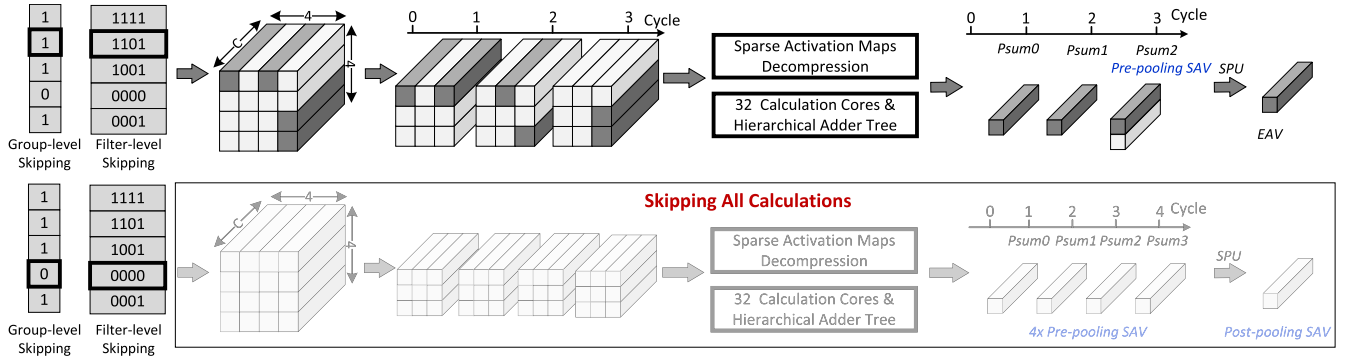 1
1
1
0
1
Group-level
Skipping
1111
1101
1001
0000
0001
Filter-level
Skipping
C
4
4
0 1 2 3 Cycle
Sparse Activation Maps
Decompression
32 Calculation Cores &
Hierarchical Adder Tree
0 1 2 3 Cycle
Psum0 Psum1 Psum2
Pre-pooling SAV
SPU
EAV
1
1
1
0
1
Group-level
Skipping
1111
1101
1001
0000
0001
Filter-level
Skipping
Skipping All Calculations
C
4
4
Sparse Activation Maps
Decompression
32 Calculation Cores &
Hierarchical Adder Tree
0 1 2 3 4 Cycle
Psum0 Psum1 Psum2 Psum3
4x Pre-pooling SAV
SPU
Post-pooling SAV